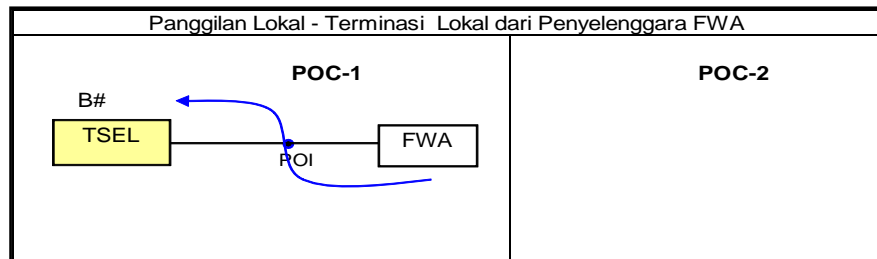 Panggilan Lokal - Terminasi Lokal dari Penyelenggara FWA
POC-1
POC-2
B#
TSEL
FWA
POI